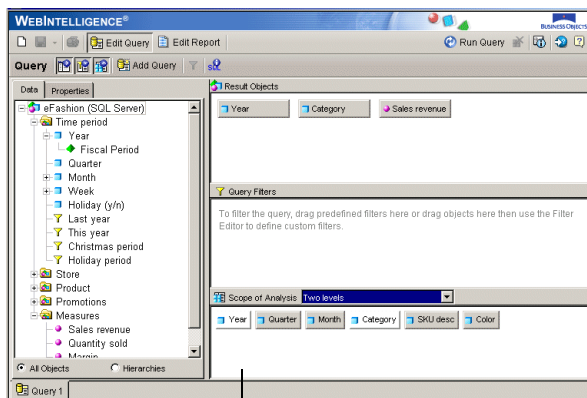 WEBINTELLIGENCE®
BUSINESS OBJECTS
Edit Query
Edit Report
Run Query
Query
Add Query
SQL
Data
Properties
eFashion (SQL Server)
Time period
Year
Fiscal Period
Quarter
Month
Week
Holiday (y/n)
Last year
This year
Christmas period
Holiday period
Store
Product
Promotions
Measures
Sales revenue
Quantity sold
Margin
All Objects
Hierarchies
Result Objects
Year
Category
Sales revenue
Query Filters
To filter the query, drag predefined filters here or drag objects here then use the Filter
Editor to define custom filters.
Scope of Analysis Two levels
Year
Quarter
Month
Category
SKU desc
Color
Query 1